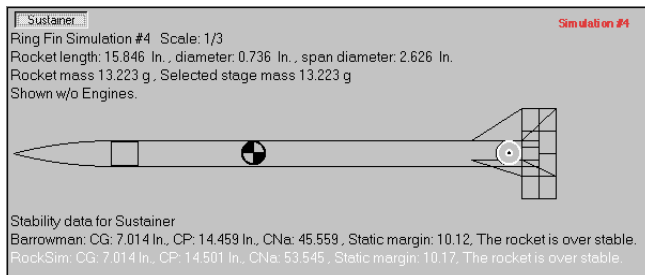 Sustainer
Simulation #4
Ring Fin Simulation #4 Scale: 1/3
Rocket length: 15.846 In. , diameter: 0.736 In. , span diameter: 2.626 In.
Rocket mass 13.223 g , Selected stage mass 13.223 g
Shown w/o Engines.
Stability data for Sustainer
Barrowman: CG: 7.014 In., CP: 14.459 In., CNa: 45.559 , Static margin: 10.12, The rocket is over stable.
RockSim: CG: 7.014 In., CP: 14.501 In., CNa: 53.545 , Static margin: 10.17, The rocket is over stable.